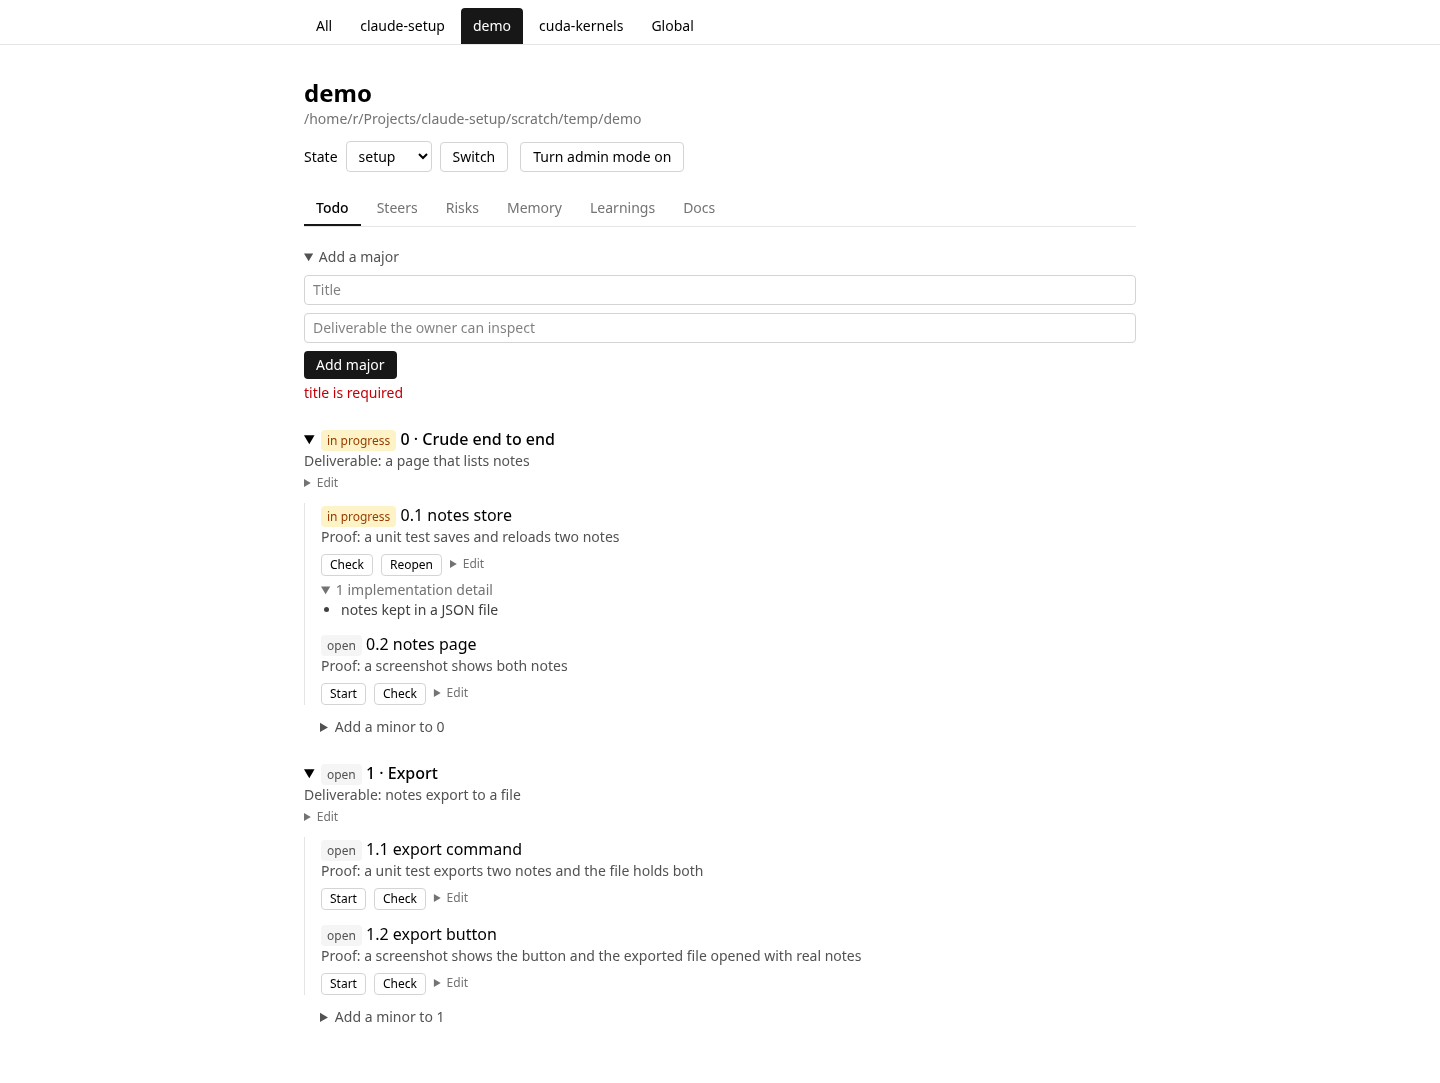 All claude-setup demo cuda-kernels Global
demo
/home/r/Projects/claude-setup/scratch/temp/demo
State setup Switch Turn admin mode on
Todo Steers Risks Memory Learnings Docs
Add a major
Title
Deliverable the owner can inspect
Add major
title is required
in progress 0 · Crude end to end
Deliverable: a page that lists notes
Edit
in progress 0.1 notes store
Proof: a unit test saves and reloads two notes
Check Reopen Edit
1 implementation detail
• notes kept in a JSON file
open 0.2 notes page
Proof: a screenshot shows both notes
Start Check Edit
Add a minor to 0
open 1 · Export
Deliverable: notes export to a file
Edit
open 1.1 export command
Proof: a unit test exports two notes and the file holds both
Start Check Edit
open 1.2 export button
Proof: a screenshot shows the button and the exported file opened with real notes
Start Check Edit
Add a minor to 1